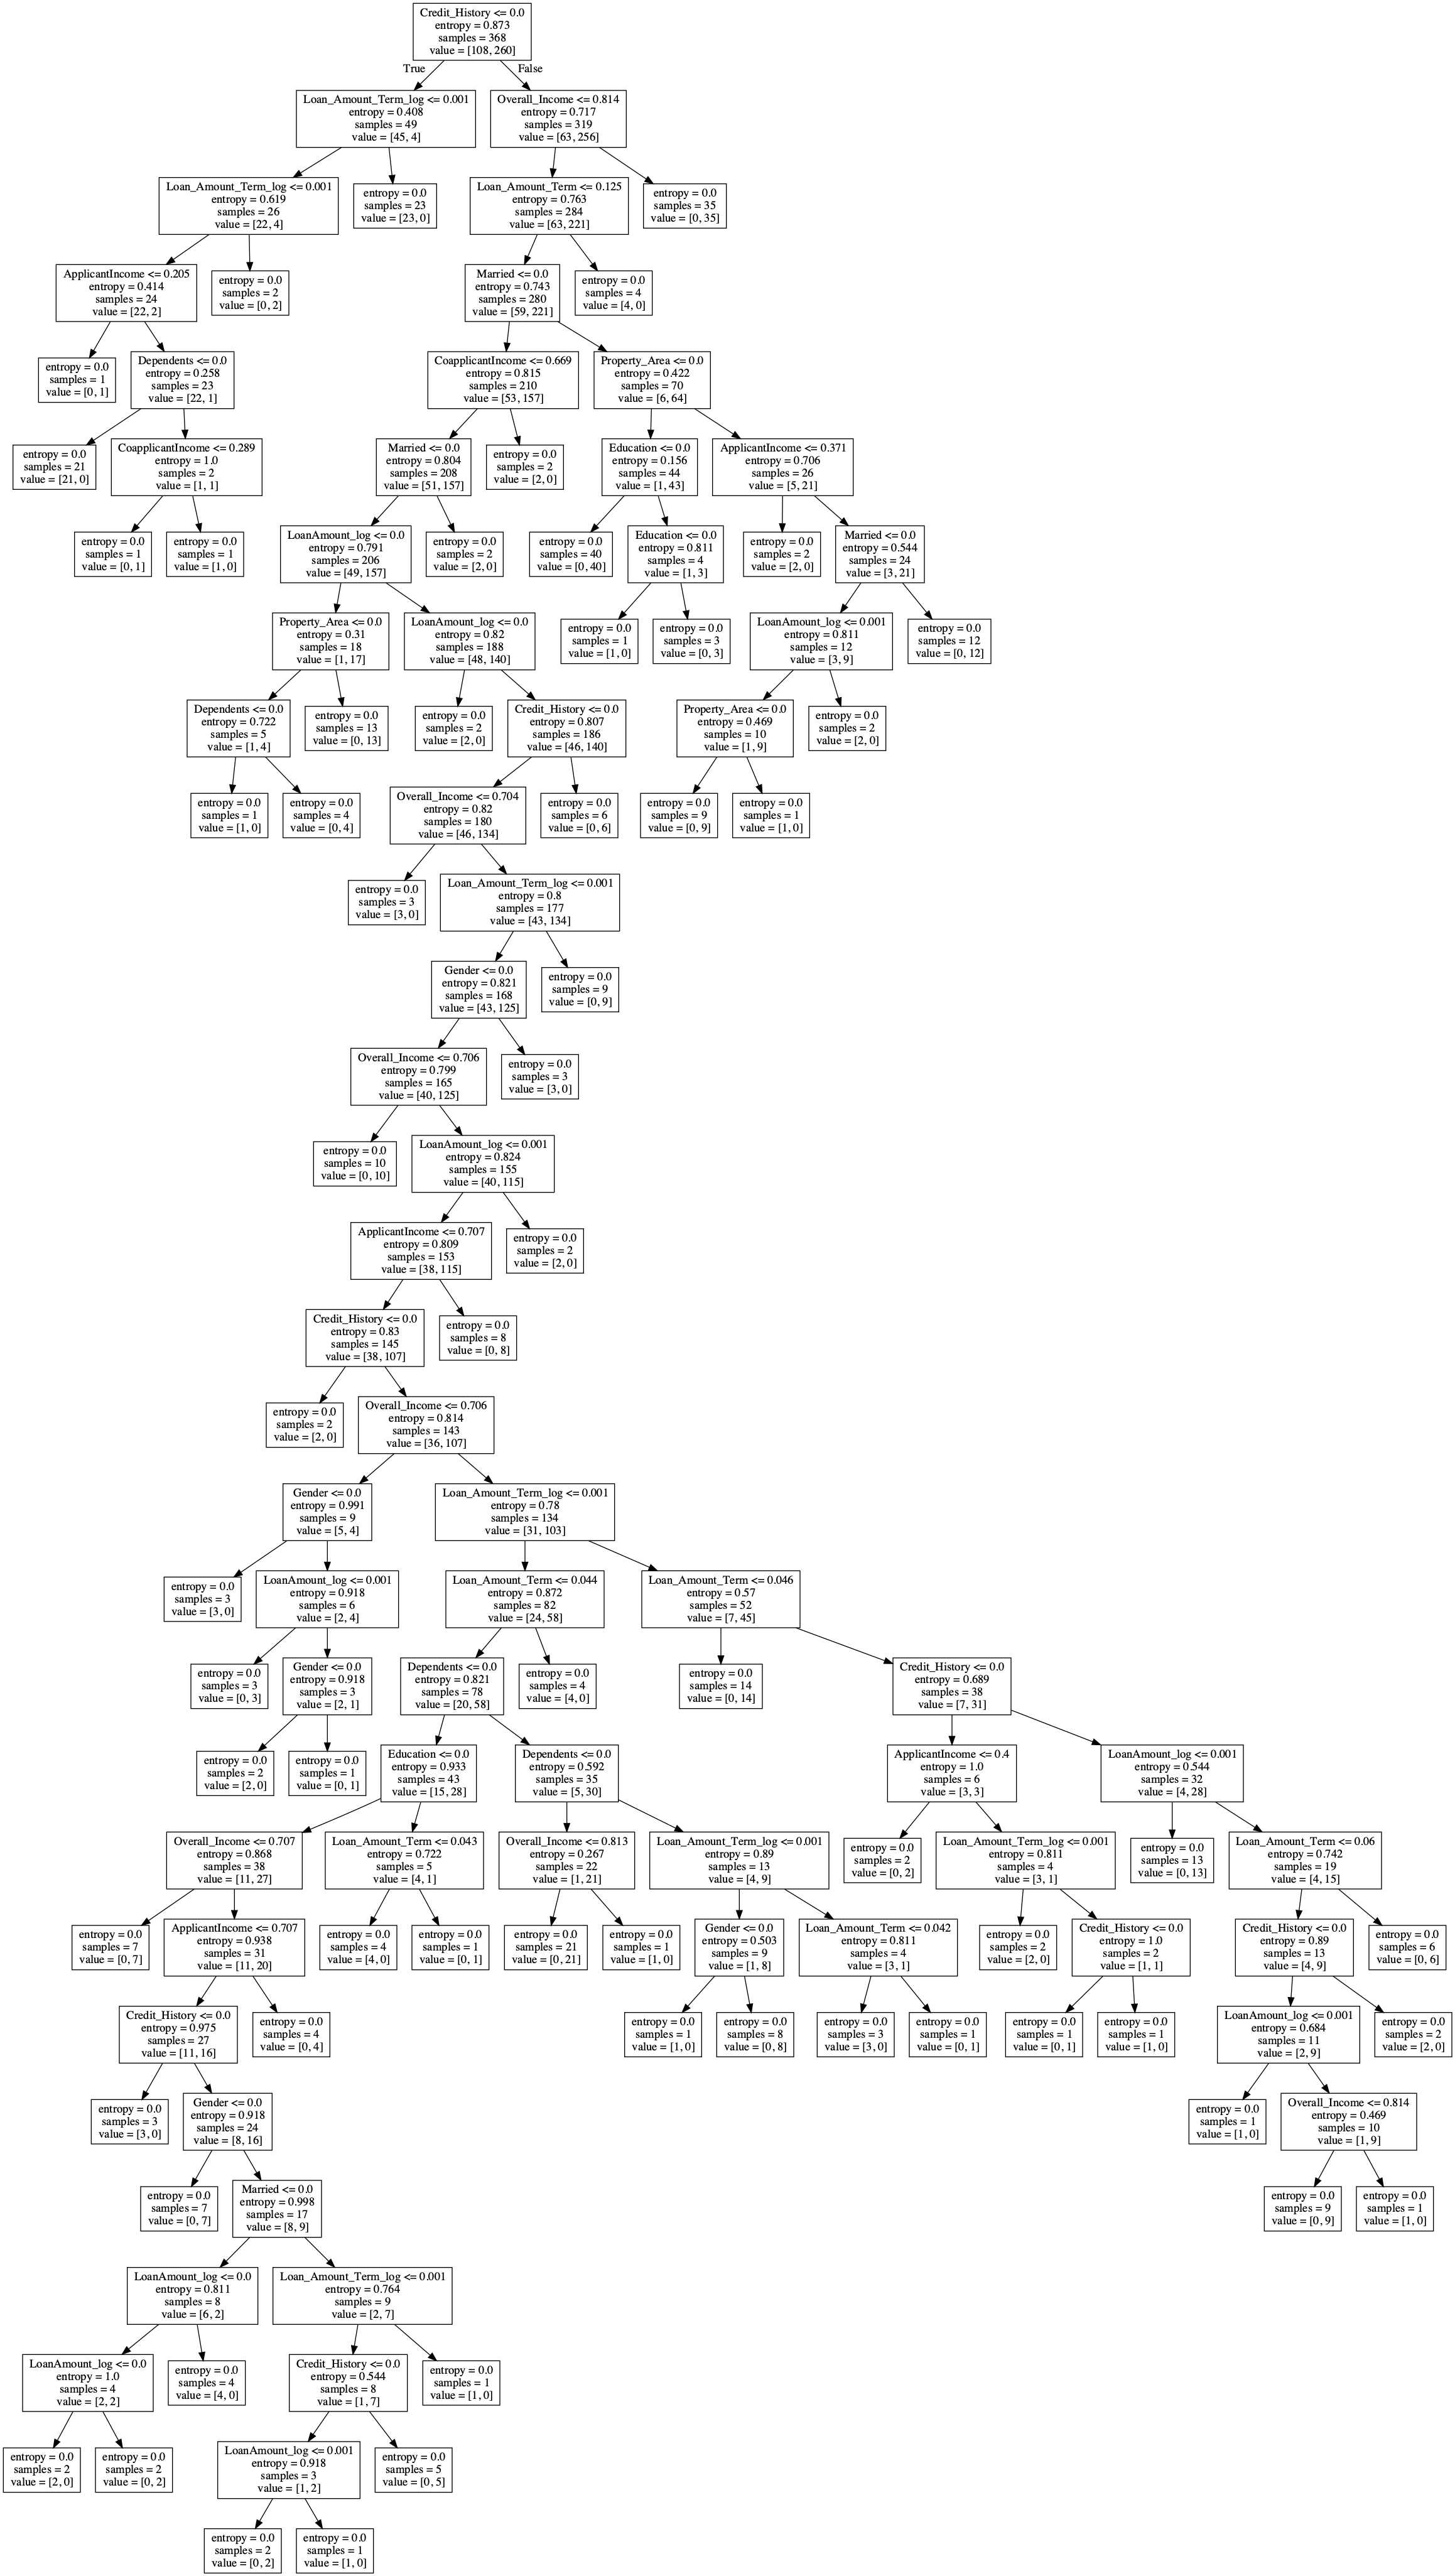 Credit_History <= 0.0
entropy = 0.873
samples = 368
value = [108, 260]
True
False
Loan_Amount_Term_log <= 0.001
entropy = 0.408
samples = 49
value = [45, 4]
Overall_Income <= 0.814
entropy = 0.717
samples = 319
value = [63, 256]
Loan_Amount_Term_log <= 0.001
entropy = 0.619
samples = 26
value = [22, 4]
entropy = 0.0
samples = 23
value = [23, 0]
Loan_Amount_Term <= 0.125
entropy = 0.763
samples = 284
value = [63, 221]
entropy = 0.0
samples = 35
value = [0, 35]
ApplicantIncome <= 0.205
entropy = 0.414
samples = 24
value = [22, 2]
entropy = 0.0
samples = 2
value = [0, 2]
Married <= 0.0
entropy = 0.743
samples = 280
value = [59, 221]
entropy = 0.0
samples = 4
value = [4, 0]
entropy = 0.0
samples = 1
value = [0, 1]
Dependents <= 0.0
entropy = 0.258
samples = 23
value = [22, 1]
CoapplicantIncome <= 0.669
entropy = 0.815
samples = 210
value = [53, 157]
Property_Area <= 0.0
entropy = 0.422
samples = 70
value = [6, 64]
entropy = 0.0
samples = 21
value = [21, 0]
CoapplicantIncome <= 0.289
entropy = 1.0
samples = 2
value = [1, 1]
Married <= 0.0
entropy = 0.804
samples = 208
value = [51, 157]
entropy = 0.0
samples = 2
value = [2, 0]
Education <= 0.0
entropy = 0.156
samples = 44
value = [1, 43]
ApplicantIncome <= 0.371
entropy = 0.706
samples = 26
value = [5, 21]
entropy = 0.0
samples = 1
value = [0, 1]
entropy = 0.0
samples = 1
value = [1, 0]
LoanAmount_log <= 0.0
entropy = 0.791
samples = 206
value = [49, 157]
entropy = 0.0
samples = 2
value = [2, 0]
entropy = 0.0
samples = 40
value = [0, 40]
Education <= 0.0
entropy = 0.811
samples = 4
value = [1, 3]
entropy = 0.0
samples = 2
value = [2, 0]
Married <= 0.0
entropy = 0.544
samples = 24
value = [3, 21]
Property_Area <= 0.0
entropy = 0.31
samples = 18
value = [1, 17]
LoanAmount_log <= 0.0
entropy = 0.82
samples = 188
value = [48, 140]
entropy = 0.0
samples = 1
value = [1, 0]
entropy = 0.0
samples = 3
value = [0, 3]
LoanAmount_log <= 0.001
entropy = 0.811
samples = 12
value = [3, 9]
entropy = 0.0
samples = 12
value = [0, 12]
Dependents <= 0.0
entropy = 0.722
samples = 5
value = [1, 4]
entropy = 0.0
samples = 13
value = [0, 13]
entropy = 0.0
samples = 2
value = [2, 0]
Credit_History <= 0.0
entropy = 0.807
samples = 186
value = [46, 140]
Property_Area <= 0.0
entropy = 0.469
samples = 10
value = [1, 9]
entropy = 0.0
samples = 2
value = [2, 0]
entropy = 0.0
samples = 1
value = [1, 0]
entropy = 0.0
samples = 4
value = [0, 4]
Overall_Income <= 0.704
entropy = 0.82
samples = 180
value = [46, 134]
entropy = 0.0
samples = 6
value = [0, 6]
entropy = 0.0
samples = 9
value = [0, 9]
entropy = 0.0
samples = 1
value = [1, 0]
entropy = 0.0
samples = 3
value = [3, 0]
Loan_Amount_Term_log <= 0.001
entropy = 0.8
samples = 177
value = [43, 134]
Gender <= 0.0
entropy = 0.821
samples = 168
value = [43, 125]
entropy = 0.0
samples = 9
value = [0, 9]
Overall_Income <= 0.706
entropy = 0.799
samples = 165
value = [40, 125]
entropy = 0.0
samples = 3
value = [3, 0]
entropy = 0.0
samples = 10
value = [0, 10]
LoanAmount_log <= 0.001
entropy = 0.824
samples = 155
value = [40, 115]
ApplicantIncome <= 0.707
entropy = 0.809
samples = 153
value = [38, 115]
entropy = 0.0
samples = 2
value = [2, 0]
Credit_History <= 0.0
entropy = 0.83
samples = 145
value = [38, 107]
entropy = 0.0
samples = 8
value = [0, 8]
entropy = 0.0
samples = 2
value = [2, 0]
Overall_Income <= 0.706
entropy = 0.814
samples = 143
value = [36, 107]
Gender <= 0.0
entropy = 0.991
samples = 9
value = [5, 4]
Loan_Amount_Term_log <= 0.001
entropy = 0.78
samples = 134
value = [31, 103]
entropy = 0.0
samples = 3
value = [3, 0]
LoanAmount_log <= 0.001
entropy = 0.918
samples = 6
value = [2, 4]
Loan_Amount_Term <= 0.044
entropy = 0.872
samples = 82
value = [24, 58]
Loan_Amount_Term <= 0.046
entropy = 0.57
samples = 52
value = [7, 45]
entropy = 0.0
samples = 3
value = [0, 3]
Gender <= 0.0
entropy = 0.918
samples = 3
value = [2, 1]
Dependents <= 0.0
entropy = 0.821
samples = 78
value = [20, 58]
entropy = 0.0
samples = 4
value = [4, 0]
entropy = 0.0
samples = 14
value = [0, 14]
Credit_History <= 0.0
entropy = 0.689
samples = 38
value = [7, 31]
entropy = 0.0
samples = 2
value = [2, 0]
entropy = 0.0
samples = 1
value = [0, 1]
Education <= 0.0
entropy = 0.933
samples = 43
value = [15, 28]
Dependents <= 0.0
entropy = 0.592
samples = 35
value = [5, 30]
ApplicantIncome <= 0.4
entropy = 1.0
samples = 6
value = [3, 3]
LoanAmount_log <= 0.001
entropy = 0.544
samples = 32
value = [4, 28]
Overall_Income <= 0.707
entropy = 0.868
samples = 38
value = [11, 27]
Loan_Amount_Term <= 0.043
entropy = 0.722
samples = 5
value = [4, 1]
Overall_Income <= 0.813
entropy = 0.267
samples = 22
value = [1, 21]
Loan_Amount_Term_log <= 0.001
entropy = 0.89
samples = 13
value = [4, 9]
entropy = 0.0
samples = 2
value = [0, 2]
Loan_Amount_Term_log <= 0.001
entropy = 0.811
samples = 4
value = [3, 1]
entropy = 0.0
samples = 13
value = [0, 13]
Loan_Amount_Term <= 0.06
entropy = 0.742
samples = 19
value = [4, 15]
entropy = 0.0
samples = 7
value = [0, 7]
ApplicantIncome <= 0.707
entropy = 0.938
samples = 31
value = [11, 20]
entropy = 0.0
samples = 4
value = [4, 0]
entropy = 0.0
samples = 1
value = [0, 1]
entropy = 0.0
samples = 21
value = [0, 21]
entropy = 0.0
samples = 1
value = [1, 0]
Gender <= 0.0
entropy = 0.503
samples = 9
value = [1, 8]
Loan_Amount_Term <= 0.042
entropy = 0.811
samples = 4
value = [3, 1]
entropy = 0.0
samples = 2
value = [2, 0]
Credit_History <= 0.0
entropy = 1.0
samples = 2
value = [1, 1]
Credit_History <= 0.0
entropy = 0.89
samples = 13
value = [4, 9]
entropy = 0.0
samples = 6
value = [0, 6]
Credit_History <= 0.0
entropy = 0.975
samples = 27
value = [11, 16]
entropy = 0.0
samples = 4
value = [0, 4]
entropy = 0.0
samples = 1
value = [1, 0]
entropy = 0.0
samples = 8
value = [0, 8]
entropy = 0.0
samples = 3
value = [3, 0]
entropy = 0.0
samples = 1
value = [0, 1]
entropy = 0.0
samples = 1
value = [0, 1]
entropy = 0.0
samples = 1
value = [1, 0]
LoanAmount_log <= 0.001
entropy = 0.684
samples = 11
value = [2, 9]
entropy = 0.0
samples = 2
value = [2, 0]
entropy = 0.0
samples = 3
value = [3, 0]
Gender <= 0.0
entropy = 0.918
samples = 24
value = [8, 16]
entropy = 0.0
samples = 1
value = [1, 0]
Overall_Income <= 0.814
entropy = 0.469
samples = 10
value = [1, 9]
entropy = 0.0
samples = 7
value = [0, 7]
Married <= 0.0
entropy = 0.998
samples = 17
value = [8, 9]
entropy = 0.0
samples = 9
value = [0, 9]
entropy = 0.0
samples = 1
value = [1, 0]
LoanAmount_log <= 0.0
entropy = 0.811
samples = 8
value = [6, 2]
Loan_Amount_Term_log <= 0.001
entropy = 0.764
samples = 9
value = [2, 7]
LoanAmount_log <= 0.0
entropy = 1.0
samples = 4
value = [2, 2]
entropy = 0.0
samples = 4
value = [4, 0]
Credit_History <= 0.0
entropy = 0.544
samples = 8
value = [1, 7]
entropy = 0.0
samples = 1
value = [1, 0]
entropy = 0.0
samples = 2
value = [2, 0]
entropy = 0.0
samples = 2
value = [0, 2]
LoanAmount_log <= 0.001
entropy = 0.918
samples = 3
value = [1, 2]
entropy = 0.0
samples = 5
value = [0, 5]
entropy = 0.0
samples = 2
value = [0, 2]
entropy = 0.0
samples = 1
value = [1, 0]